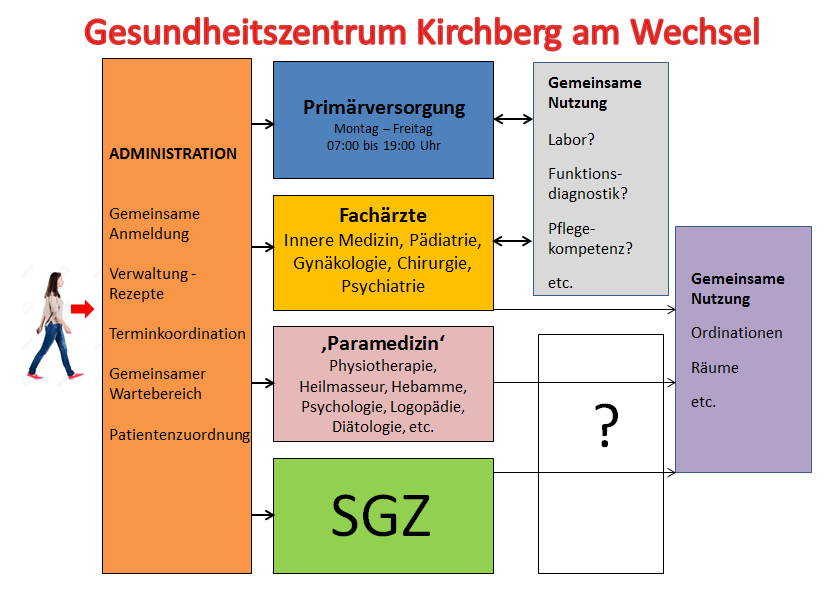 Gesundheitszentrum Kirchberg am Wechsel
ADMINISTRATION
Gemeinsame
Anmeldung
Verwaltung -
Rezepte
Terminkoordination
Gemeinsamer
Wartebereich
Patientenzuordnung
Primärversorgung
Montag – Freitag
07:00 bis 19:00 Uhr
Fachärzte
Innere Medizin, Pädiatrie,
Gynäkologie, Chirurgie,
Psychiatrie
‚Paramedizin‘
Physiotherapie,
Heilmasseur, Hebamme,
Psychologie, Logopädie,
Diätologie, etc.
SGZ
Gemeinsame
Nutzung
Labor?
Funktions-
diagnostik?
Pflege-
kompetenz?
etc.
?
Gemeinsame
Nutzung
Ordinationen
Räume
etc.